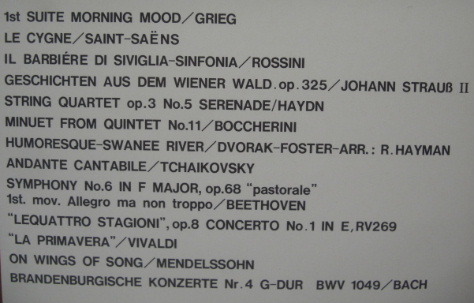 1st SUITE MORNING MOOD/GRIEG
LE CYGNE/SAINT-SAËNS
IL BARBIÉRE DI SIVIGLIA-SINFONIA/ROSSINI
GESCHICHTEN AUS DEM WIENER WALD. op. 325/JOHANN STRAUß II
STRING QUARTET op.3 No.5 SERENADE/HAYDN
MINUET FROM QUINTET No.11/BOCCHERINI
HUMORESQUE-SWANEE RIVER/DVORAK-FOSTER-ARR.: R.HAYMAN
ANDANTE CANTABILE/TCHAIKOVSKY
SYMPHONY No.6 IN F MAJOR, op.68 "pastorale"
1st. mov. Allegro ma non troppo/BEETHOVEN
"LEQUATTRO STAGIONI", op.8 CONCERTO No.1 IN E, RV269
"LA PRIMAVERA"/VIVALDI
ON WINGS OF SONG/MENDELSSOHN
BRANDENBURGISCHE KONZERTE Nr.4 G-DUR BWV 1049/BACH